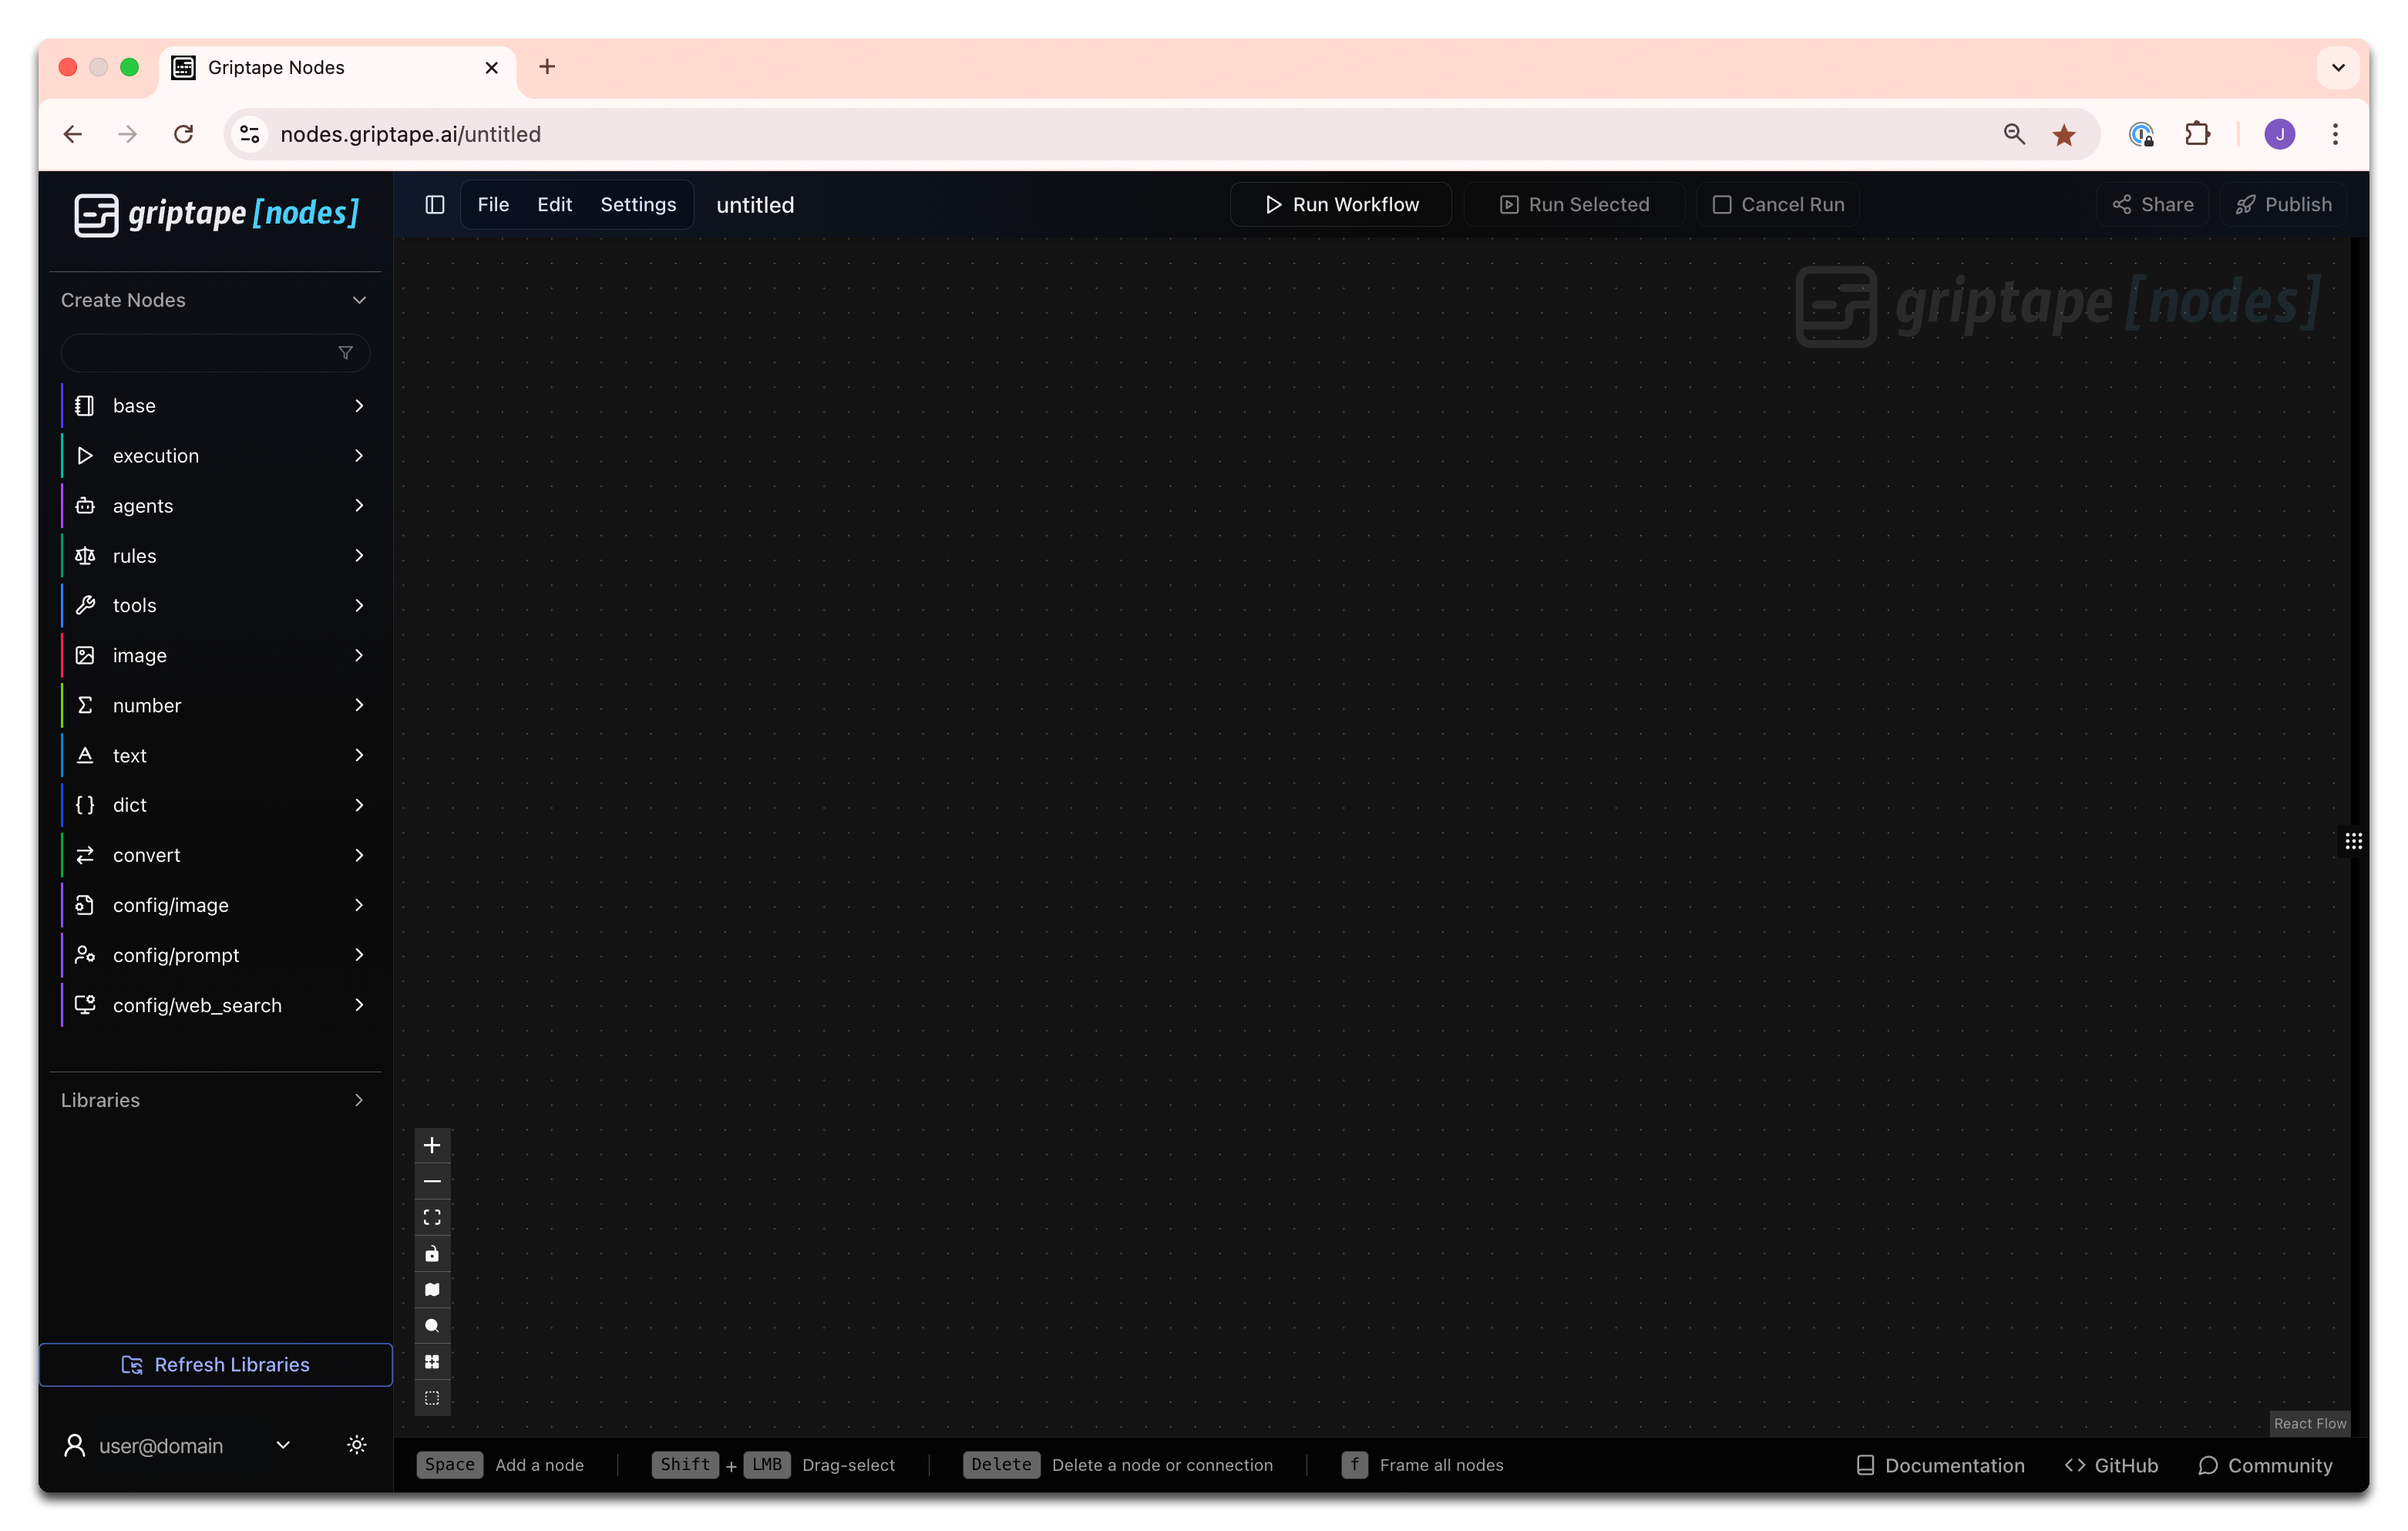 Griptape Nodes
nodes.griptape.ai/untitled
J
griptape [nodes]
File Edit Settings untitled
Run Workflow Run Selected Cancel Run
Share Publish
griptape [nodes]
Create Nodes
base
execution
agents
rules
tools
image
number
text
dict
convert
config/image
config/prompt
config/web_search
Libraries
Refresh Libraries
user@domain
React Flow
Space Add a node
Shift + LMB Drag-select
Delete Delete a node or connection
f Frame all nodes
Documentation GitHub Community